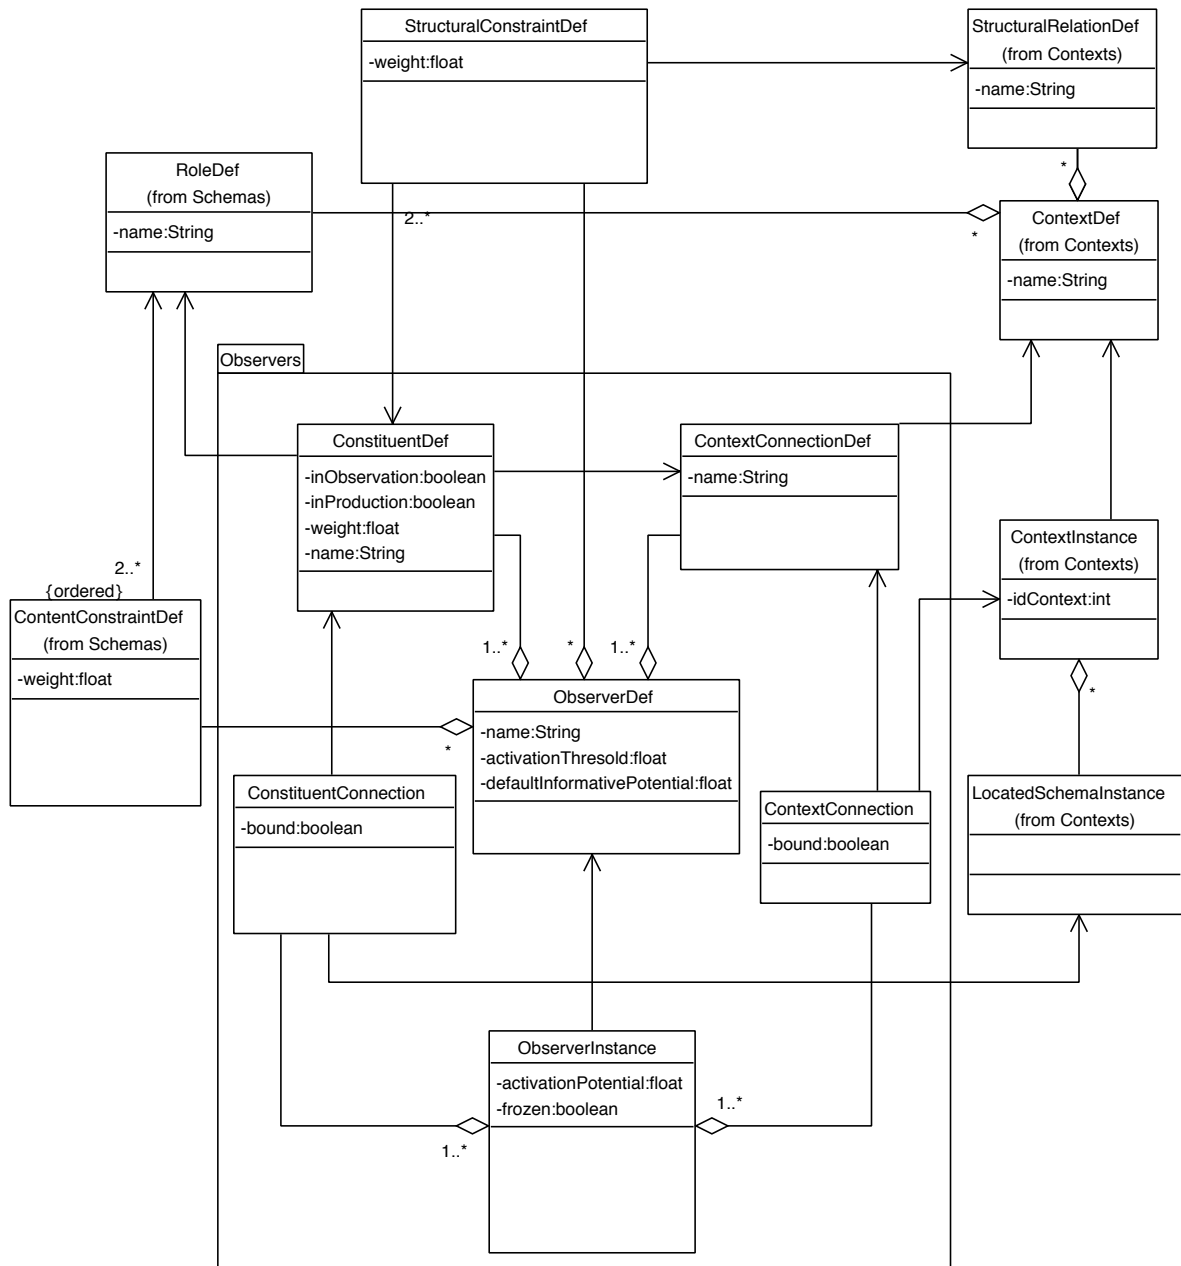 StructuralConstraintDef
-weight:float
StructuralRelationDef
(from Contexts)
-name:String
*
RoleDef
(from Schemas)
-name:String
2..*
*
ContextDef
(from Contexts)
-name:String
Observers
ConstituentDef
-inObservation:boolean
-inProduction:boolean
-weight:float
-name:String
ContextConnectionDef
-name:String
ContextInstance
(from Contexts)
-idContext:int
*
2..*
{ordered}
ContentConstraintDef
(from Schemas)
-weight:float
1..*
*
1..*
ObserverDef
-name:String
-activationThresold:float
-defaultInformativePotential:float
*
ConstituentConnection
-bound:boolean
ContextConnection
-bound:boolean
LocatedSchemaInstance
(from Contexts)
ObserverInstance
-activationPotential:float
-frozen:boolean
1..*
1..*